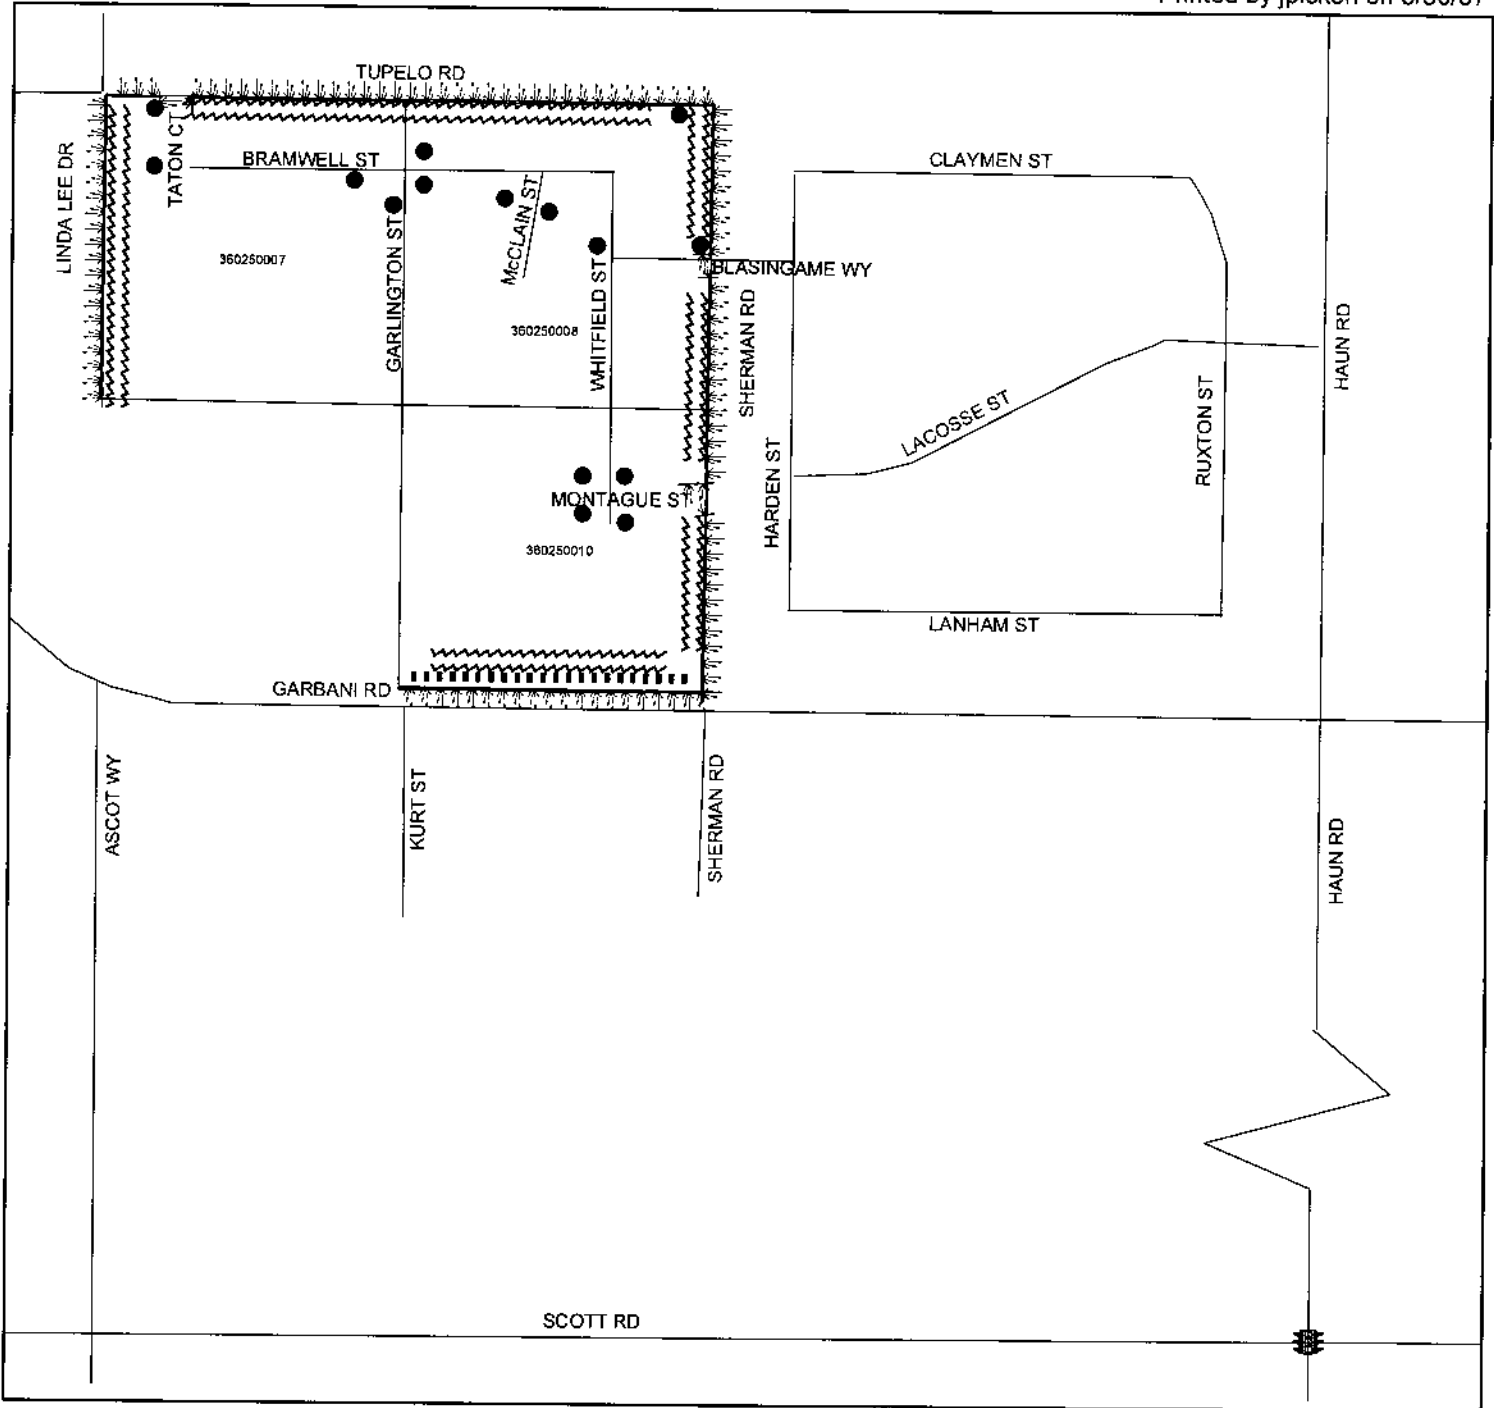 TUPELO RD
LINDA LEE DR
TATON CT
BRAMWELL ST
CLAYMEN ST
McCLAIN ST
GARLINGTON ST
360250007
WHITFIELD ST
BLASINGAME WY
360250008
SHERMAN RD
HAUN RD
LACOSSE ST
RUXTON ST
HARDEN ST
MONTAGUE ST
360250010
LANHAM ST
GARBANI RD
ASCOT WY
KURT ST
SHERMAN RD
HAUN RD
SCOTT RD